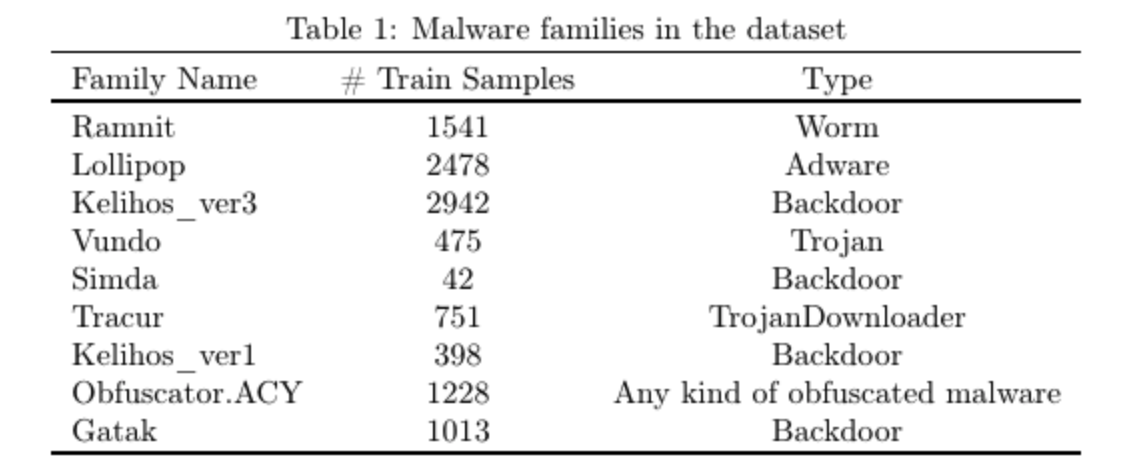 Table 1: Malware families in the dataset
Family Name # Train Samples Type
Ramnit 1541 Worm
Lollipop 2478 Adware
Kelihos_ver3 2942 Backdoor
Vundo 475 Trojan
Simda 42 Backdoor
Tracur 751 TrojanDownloader
Kelihos_ver1 398 Backdoor
Obfuscator.ACY 1228 Any kind of obfuscated malware
Gatak 1013 Backdoor